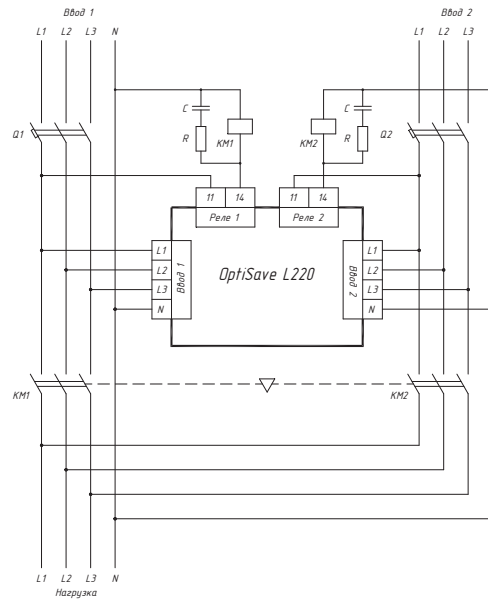 Ввод 1
Ввод 2
L1 L2 L3 N
L1 L2 L3
Q1
C
R
KM1
KM2
C
R
Q2
11 14
Реле 1
11 14
Реле 2
L1
L2
L3
N
Ввод 1
OptiSave L220
Ввод 2
L1
L2
L3
N
KM1
KM2
L1 L2 L3 N
Нагрузка